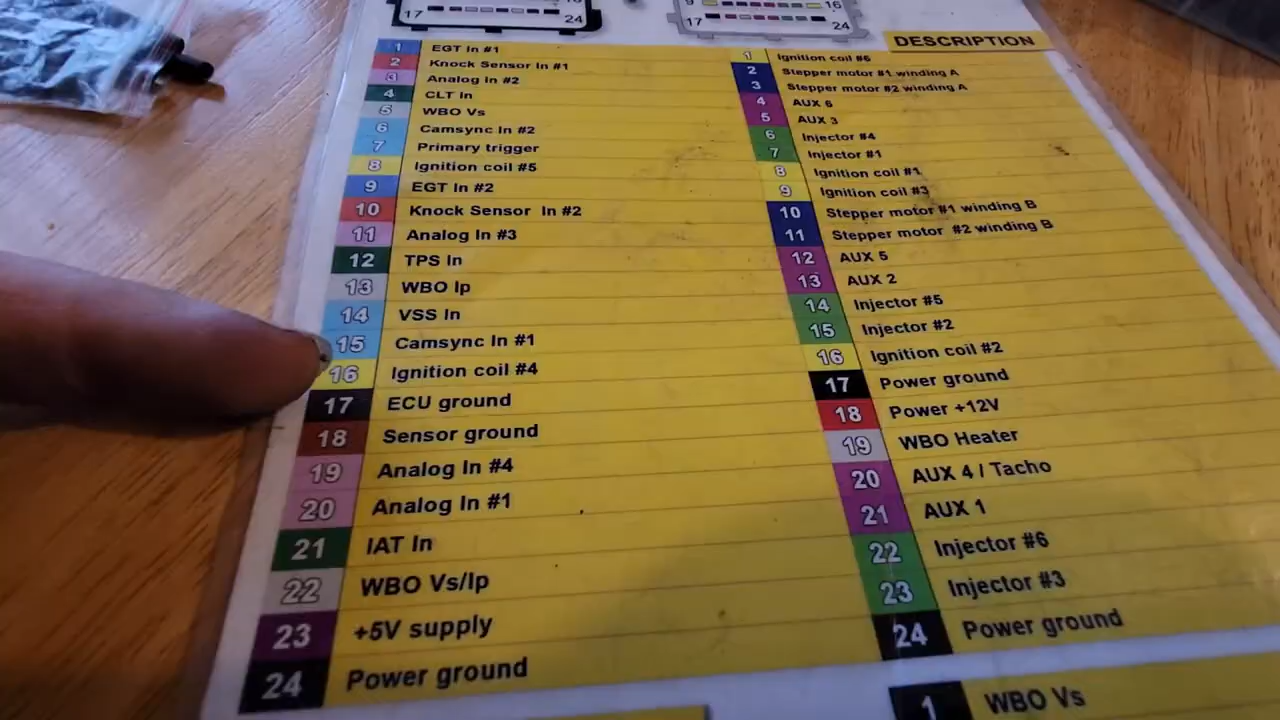 17 24
17 24
9 16
DESCRIPTION
1 EGT In #1
2 Knock Sensor In #1
3 Analog In #2
4 CLT In
5 WBO Vs
6 Camsync In #2
7 Primary trigger
8 Ignition coil #5
9 EGT In #2
10 Knock Sensor In #2
11 Analog In #3
12 TPS In
13 WBO Ip
14 VSS In
15 Camsync In #1
16 Ignition coil #4
17 ECU ground
18 Sensor ground
19 Analog In #4
20 Analog In #1
21 IAT In
22 WBO Vs/Ip
23 +5V supply
24 Power ground
1 Ignition coil #6
2 Stepper motor #1 winding A
3 Stepper motor #2 winding A
4 AUX 6
5 AUX 3
6 Injector #4
7 Injector #1
8 Ignition coil #1
9 Ignition coil #3
10 Stepper motor #1 winding B
11 Stepper motor #2 winding B
12 AUX 5
13 AUX 2
14 Injector #5
15 Injector #2
16 Ignition coil #2
17 Power ground
18 Power +12V
19 WBO Heater
20 AUX 4 / Tacho
21 AUX 1
22 Injector #6
23 Injector #3
24 Power ground
1 WBO Vs